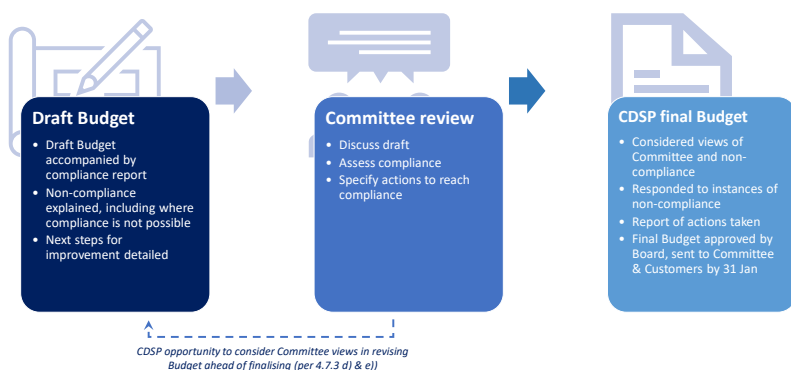 Draft Budget
• Draft Budget
accompanied by
compliance report
• Non-compliance
explained, including where
compliance is not possible
• Next steps for
improvement detailed
Committee review
• Discuss draft
• Assess compliance
• Specify actions to reach
compliance
CDSP final Budget
• Considered views of
Committee and non-
compliance
• Responded to instances of
non-compliance
• Report of actions taken
• Final Budget approved by
Board, sent to Committee
& Customers by 31 Jan
CDSP opportunity to consider Committee views in revising
Budget ahead of finalising (per 4.7.3 d) & e))